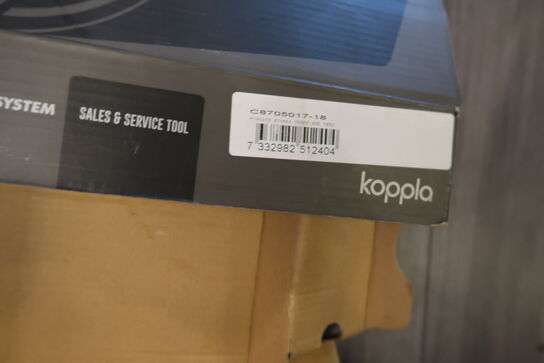 SYSTEM
SALES & SERVICE TOOL
C8705017-18
7 332982 512404
koppla